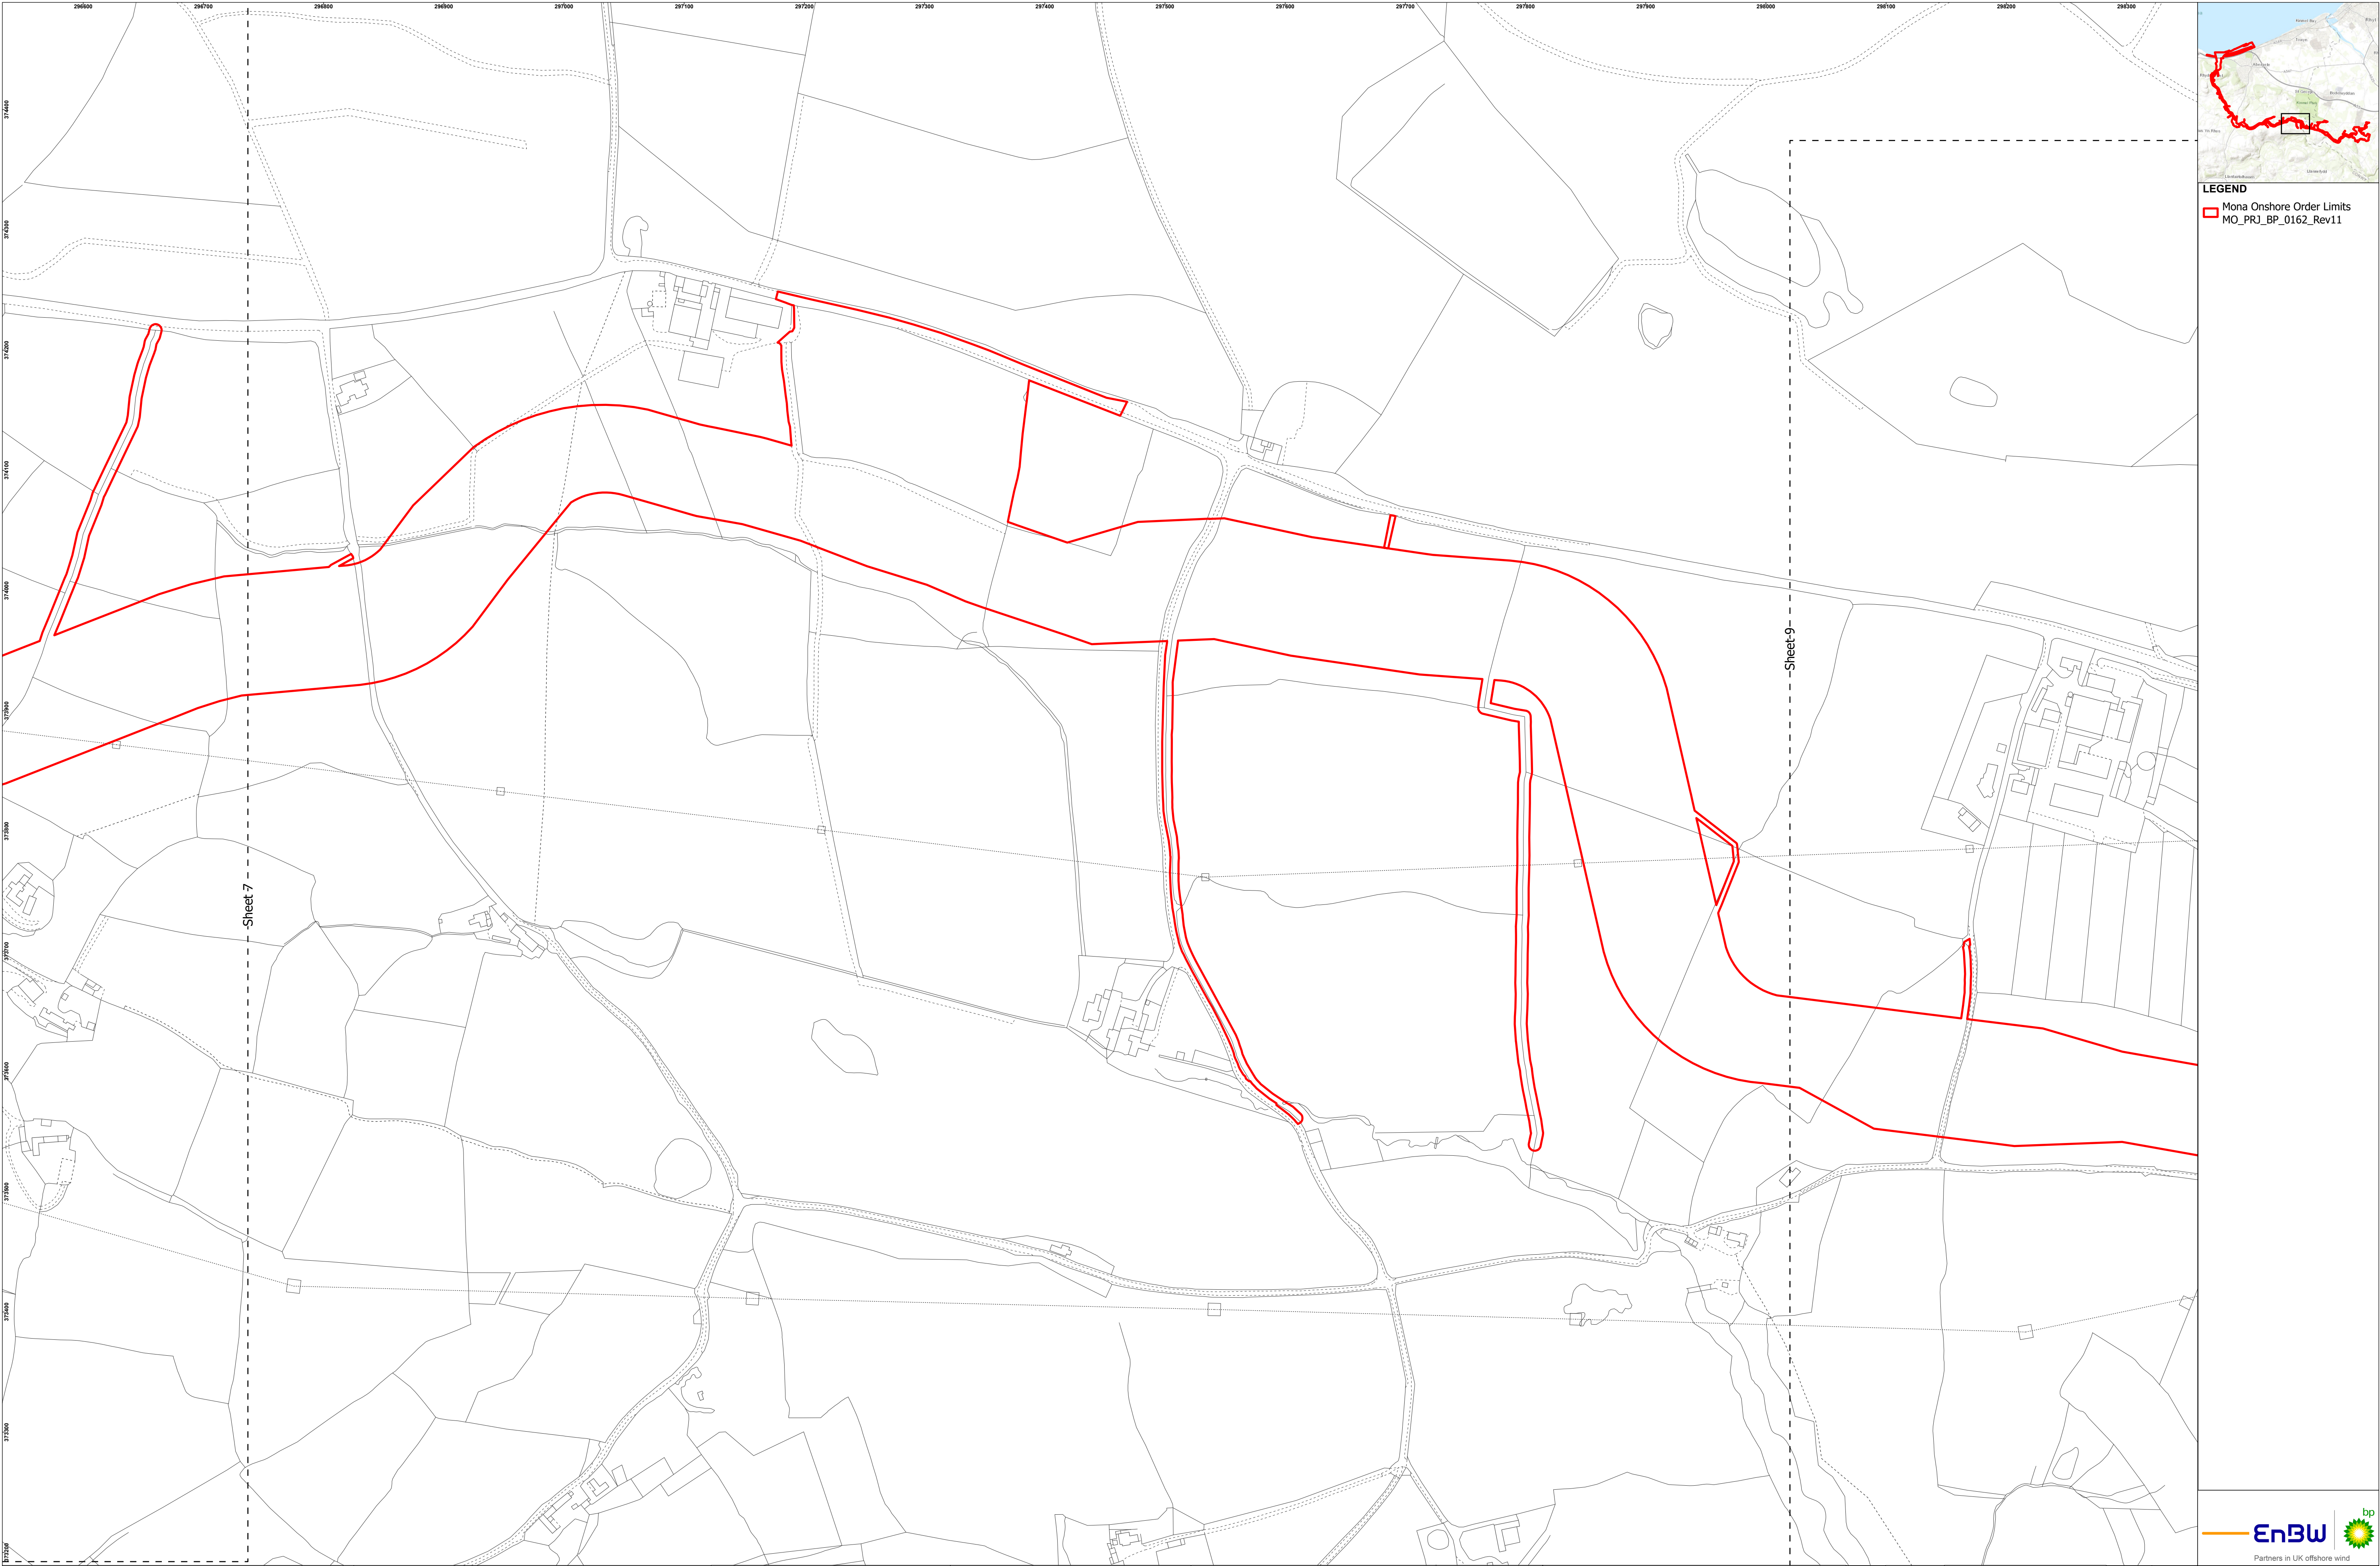 296600 296700 296800 296900 297000 297100 297200 297300 297400 297500 297600 297700 297800 297900 298000 298100 298200 298300
374400
374300
374200
374100
374000
373900
373800
373700
373600
373500
373400
373300
373200
Sheet 7
Sheet 9
LEGEND
Mona Onshore Order Limits
MO_PRJ_BP_0162_Rev11
EnBW
bp
Partners in UK offshore wind